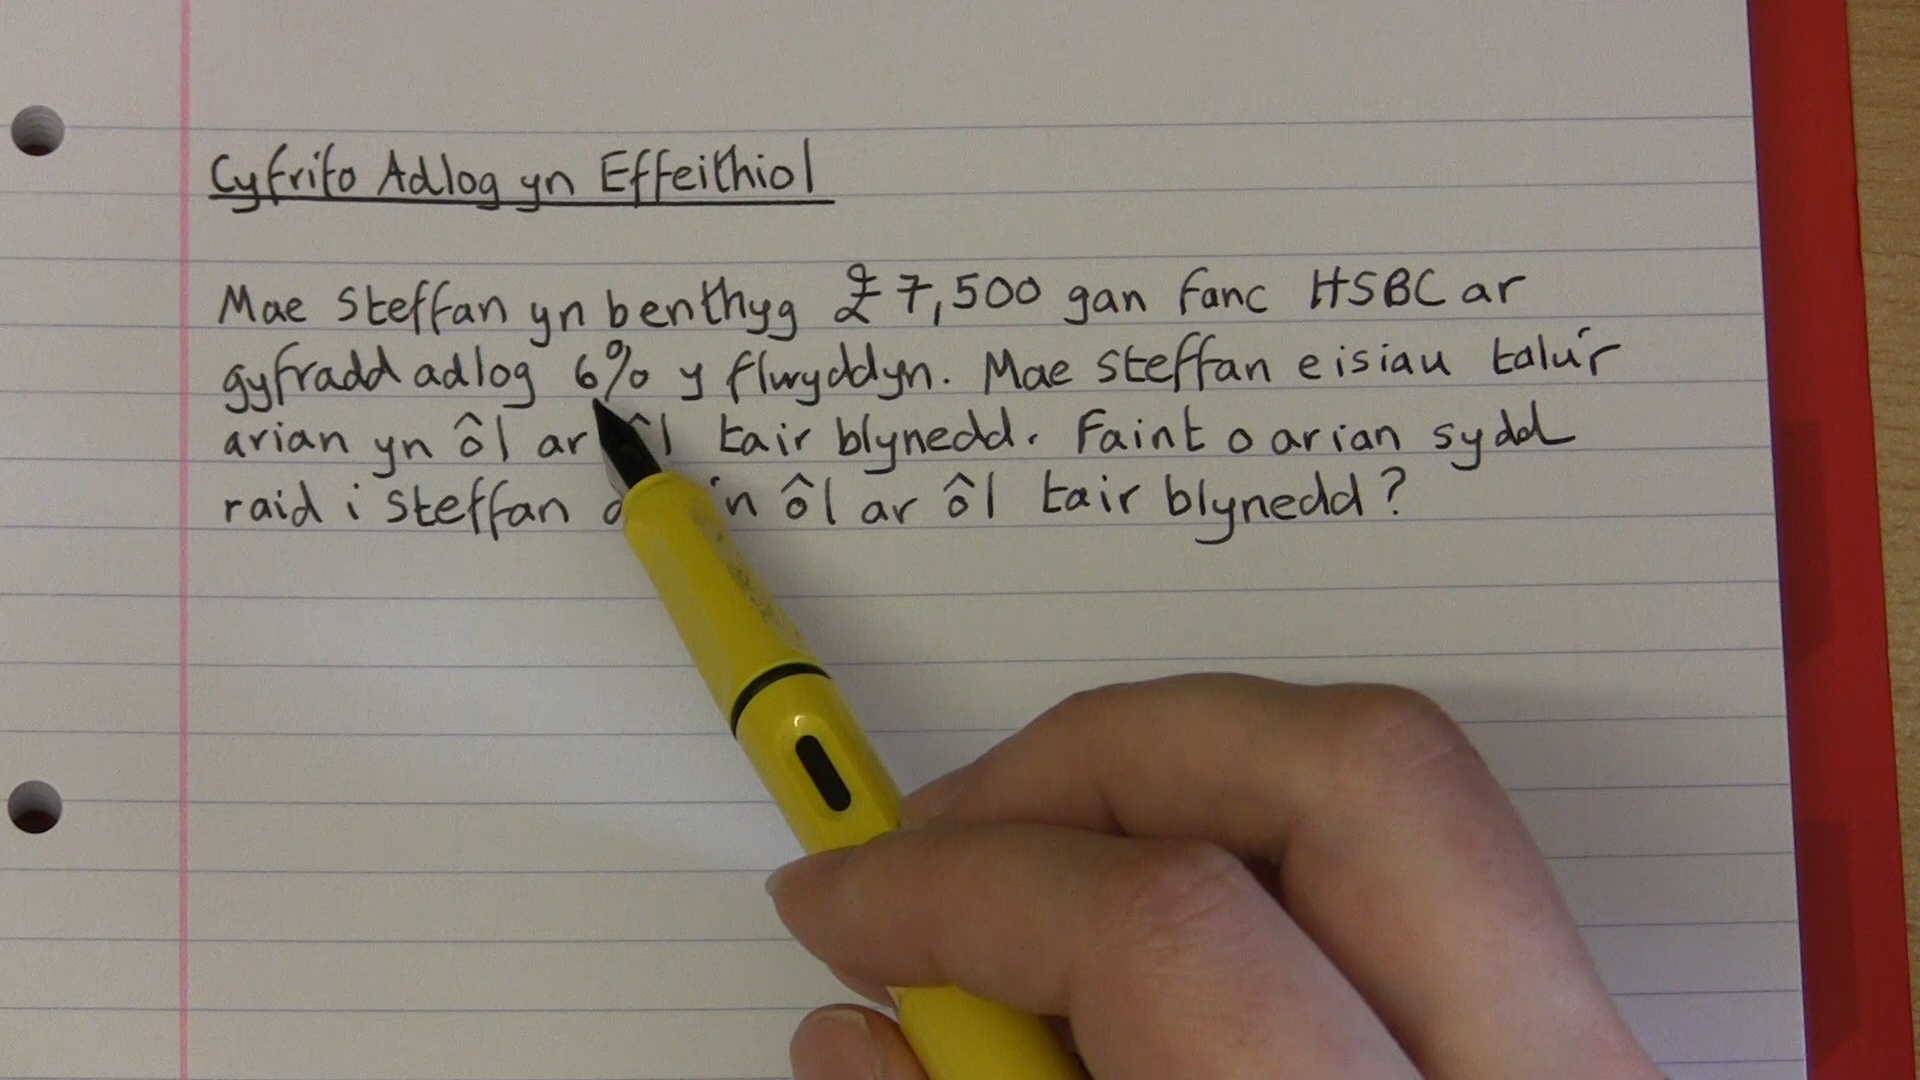 Cyfrifo Adlog yn Effeithiol
Mae Steffan yn benthyg £7,500 gan fanc HSBC ar
gyfradd adlog 6% y flwyddyn. Mae Steffan eisiau talu'r
arian yn ôl ar ôl tair blynedd. Faint o arian sydd
raid i Steffan ôl ar ôl tair blynedd?